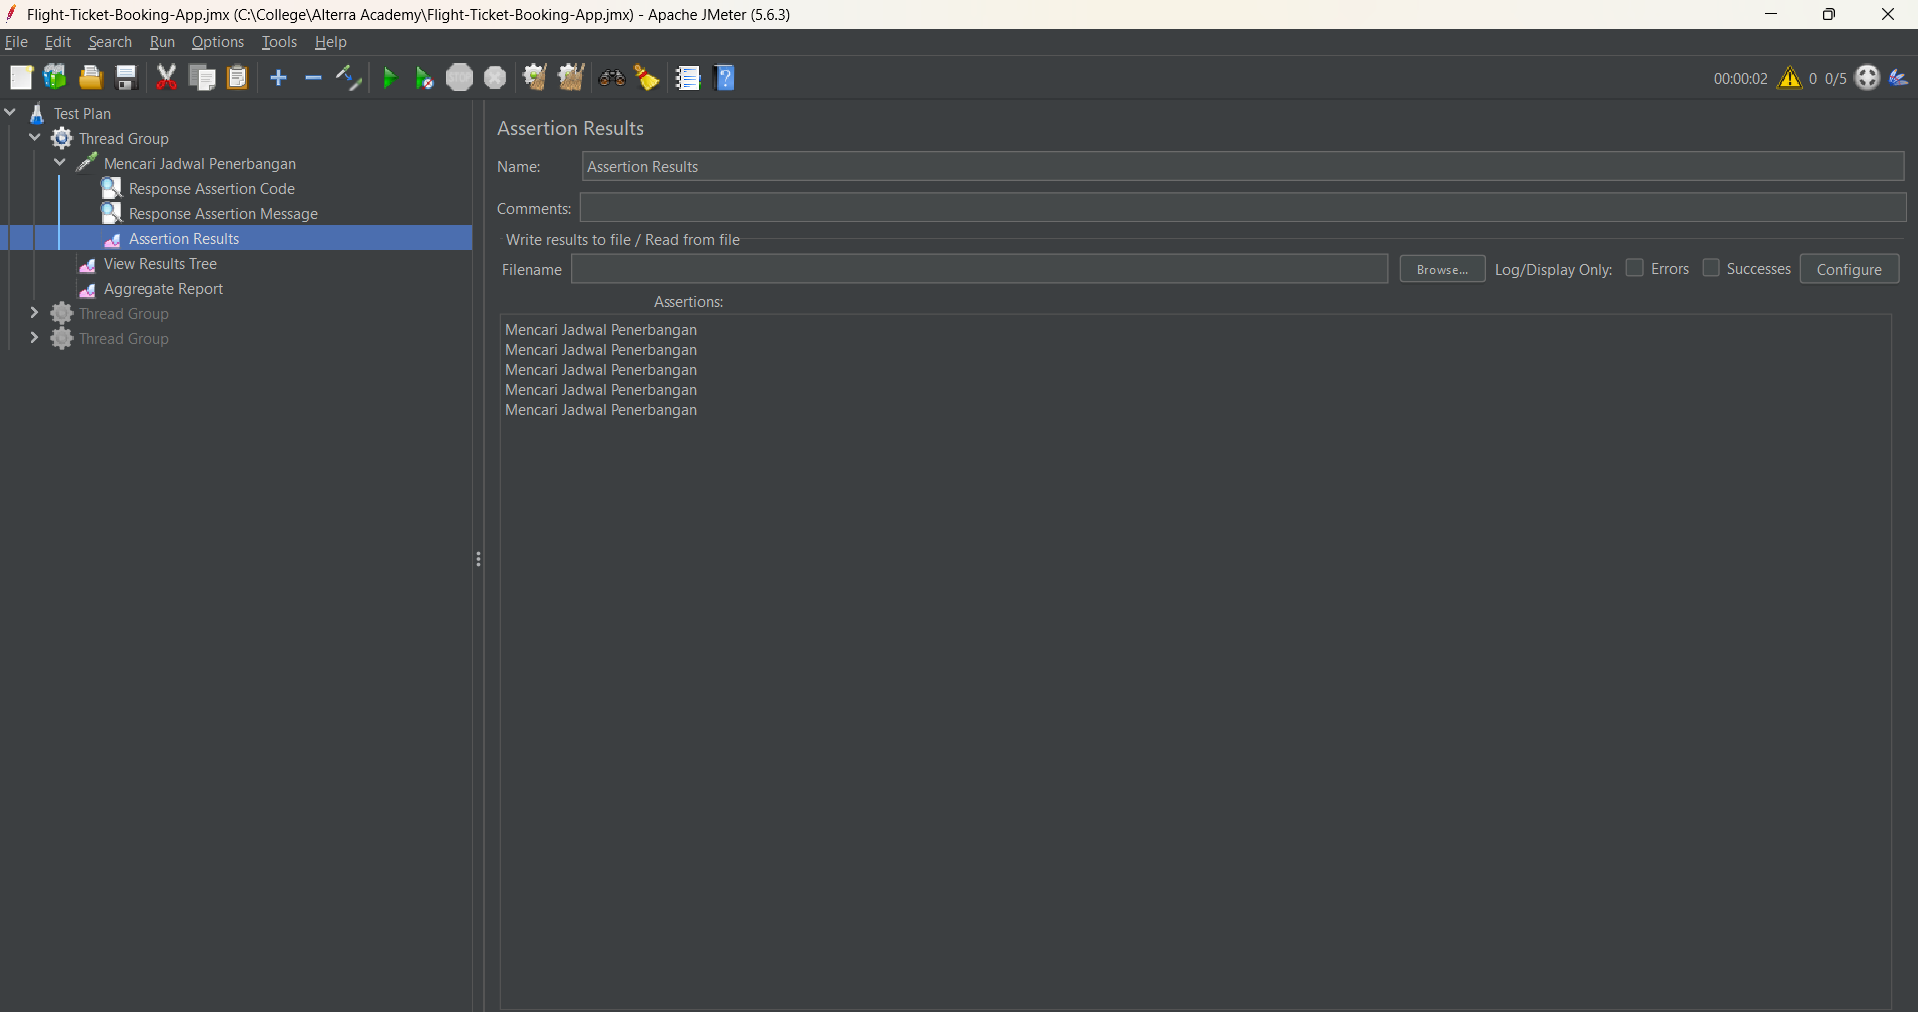 Flight-Ticket-Booking-App.jmx (C:\College\Alterra Academy\Flight-Ticket-Booking-App.jmx) - Apache JMeter (5.6.3)
File Edit Search Run Options Tools Help
STOP
00:00:02 0 0/5
Test Plan
Thread Group
Mencari Jadwal Penerbangan
Response Assertion Code
Response Assertion Message
Assertion Results
View Results Tree
Aggregate Report
Thread Group
Thread Group
Assertion Results
Name: Assertion Results
Comments:
Write results to file / Read from file
Filename Browse... Log/Display Only: Errors Successes Configure
Assertions:
Mencari Jadwal Penerbangan
Mencari Jadwal Penerbangan
Mencari Jadwal Penerbangan
Mencari Jadwal Penerbangan
Mencari Jadwal Penerbangan